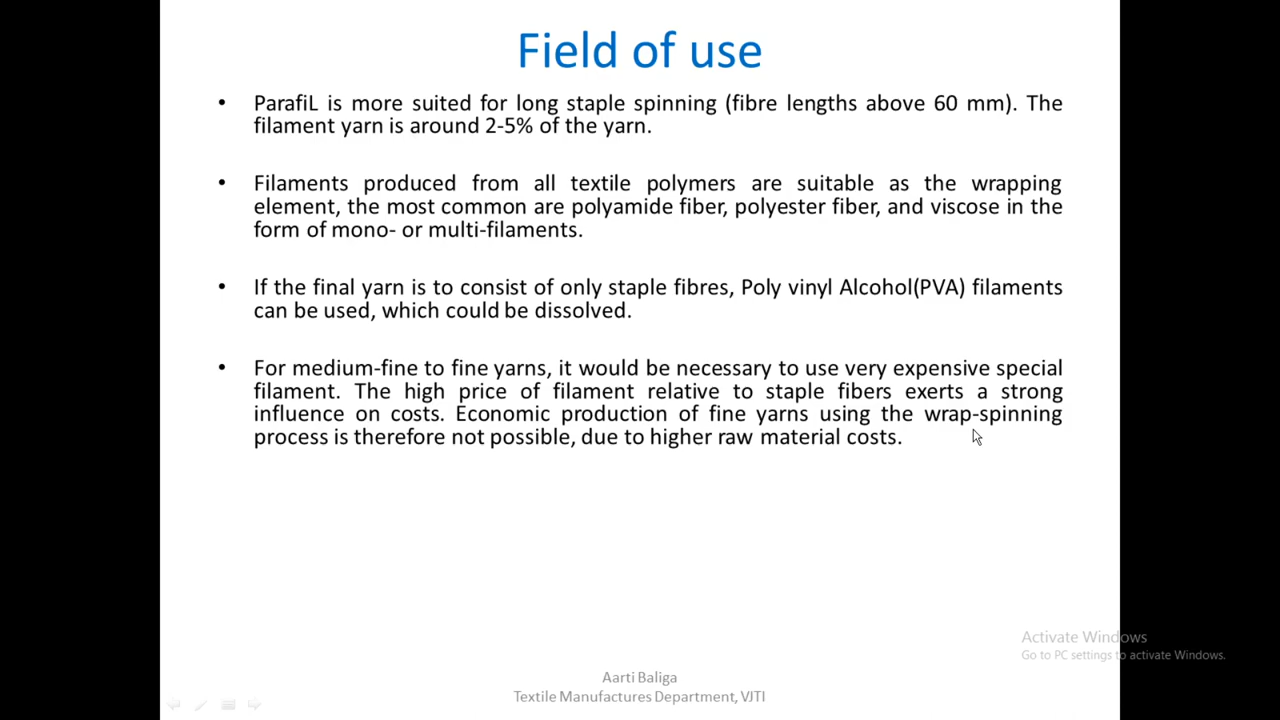 Field of use
• ParafiL is more suited for long staple spinning (fibre lengths above 60 mm). The
filament yarn is around 2-5% of the yarn.
• Filaments produced from all textile polymers are suitable as the wrapping
element, the most common are polyamide fiber, polyester fiber, and viscose in the
form of mono- or multi-filaments.
• If the final yarn is to consist of only staple fibres, Poly vinyl Alcohol(PVA) filaments
can be used, which could be dissolved.
• For medium-fine to fine yarns, it would be necessary to use very expensive special
filament. The high price of filament relative to staple fibers exerts a strong
influence on costs. Economic production of fine yarns using the wrap-spinning
process is therefore not possible, due to higher raw material costs.
Activate Windows
Go to PC settings to activate Windows.
Aarti Baliga
Textile Manufactures Department, VJTI